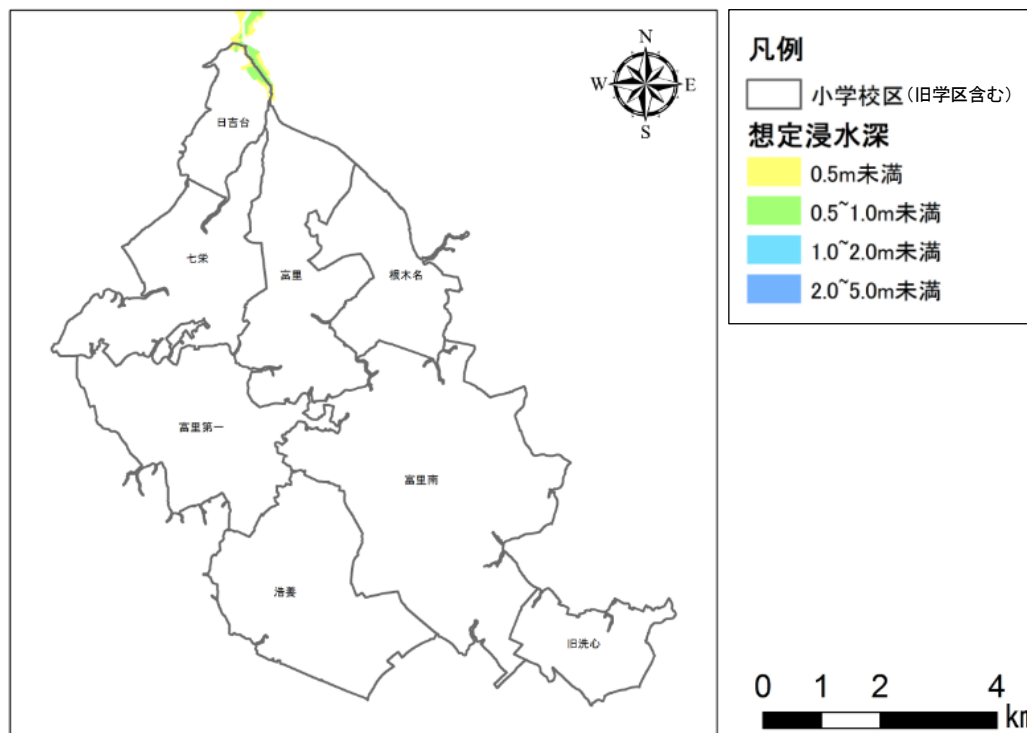 日吉台
七栄
富里
根木名
富里第一
富里南
浩養
旧洗心
N
W
E
S
凡例
小学校区(旧学区含む)
想定浸水深
0.5m未満
0.5~1.0m未満
1.0~2.0m未満
2.0~5.0m未満
0 1 2 4
km